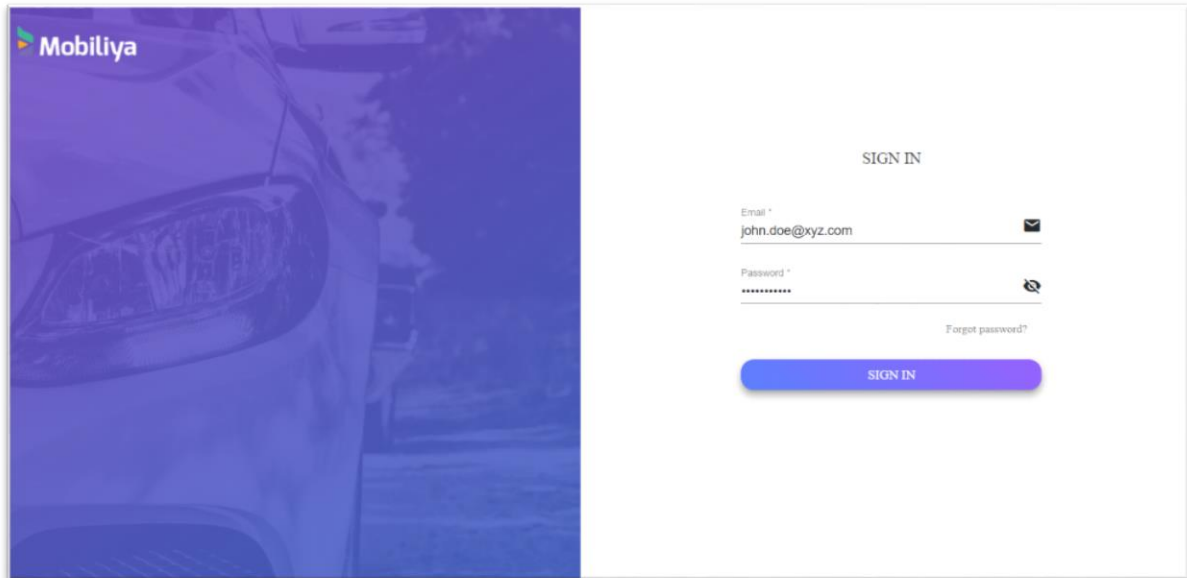 Mobiliya
SIGN IN
Email *
john.doe@xyz.com
Password *
•••••••••••
Forgot password?
SIGN IN